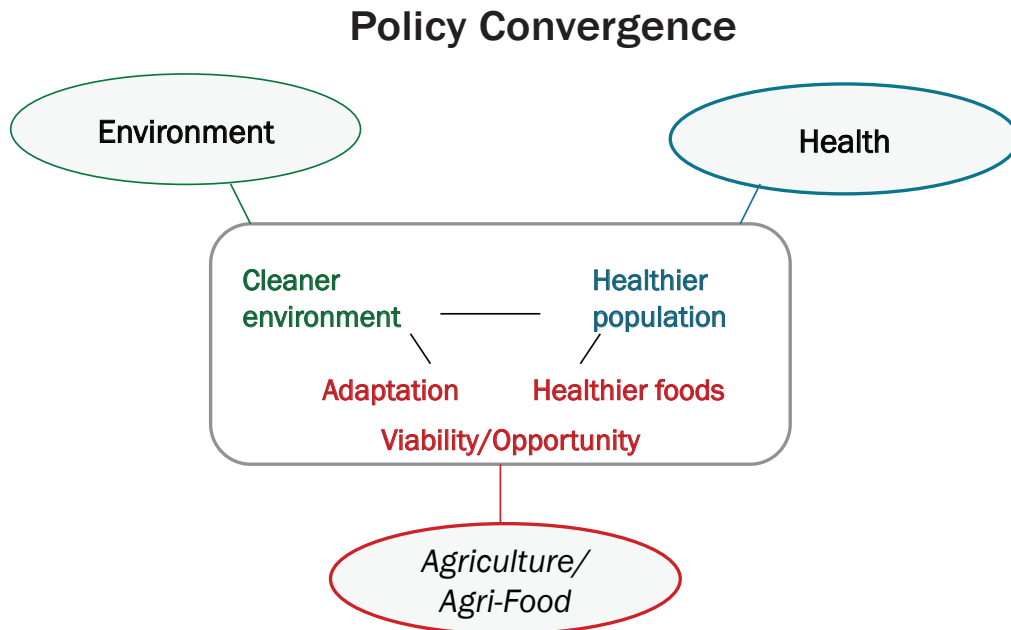 Policy Convergence
Environment
Health
Cleaner
environment
Healthier
population
Adaptation
Healthier foods
Viability/Opportunity
Agriculture/
Agri-Food